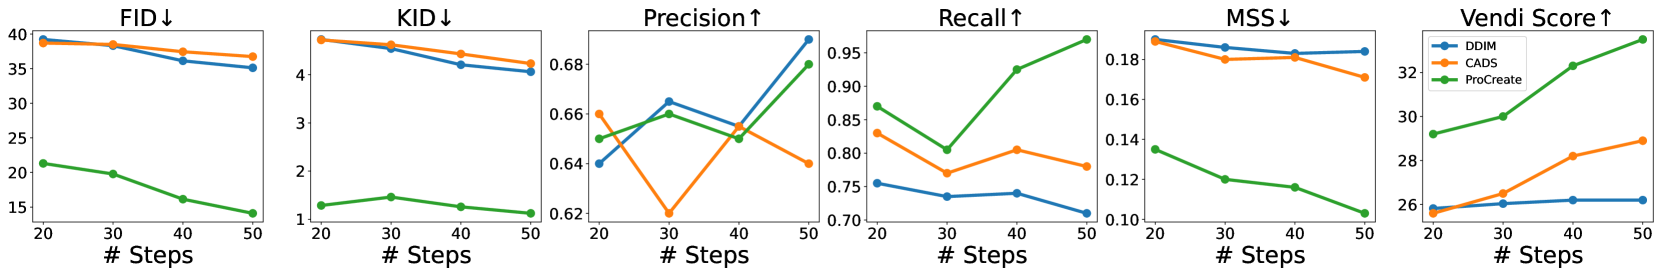 FID↓
40
35
30
25
20
15
20 30 40 50
# Steps
KID↓
4
3
2
1
20 30 40 50
# Steps
Precision↑
0.68
0.66
0.64
0.62
20 30 40 50
# Steps
Recall↑
0.95
0.90
0.85
0.80
0.75
0.70
20 30 40 50
# Steps
MSS↓
0.18
0.16
0.14
0.12
0.10
20 30 40 50
# Steps
Vendi Score↑
DDIM
CADS
ProCreate
32
30
28
26
20 30 40 50
# Steps